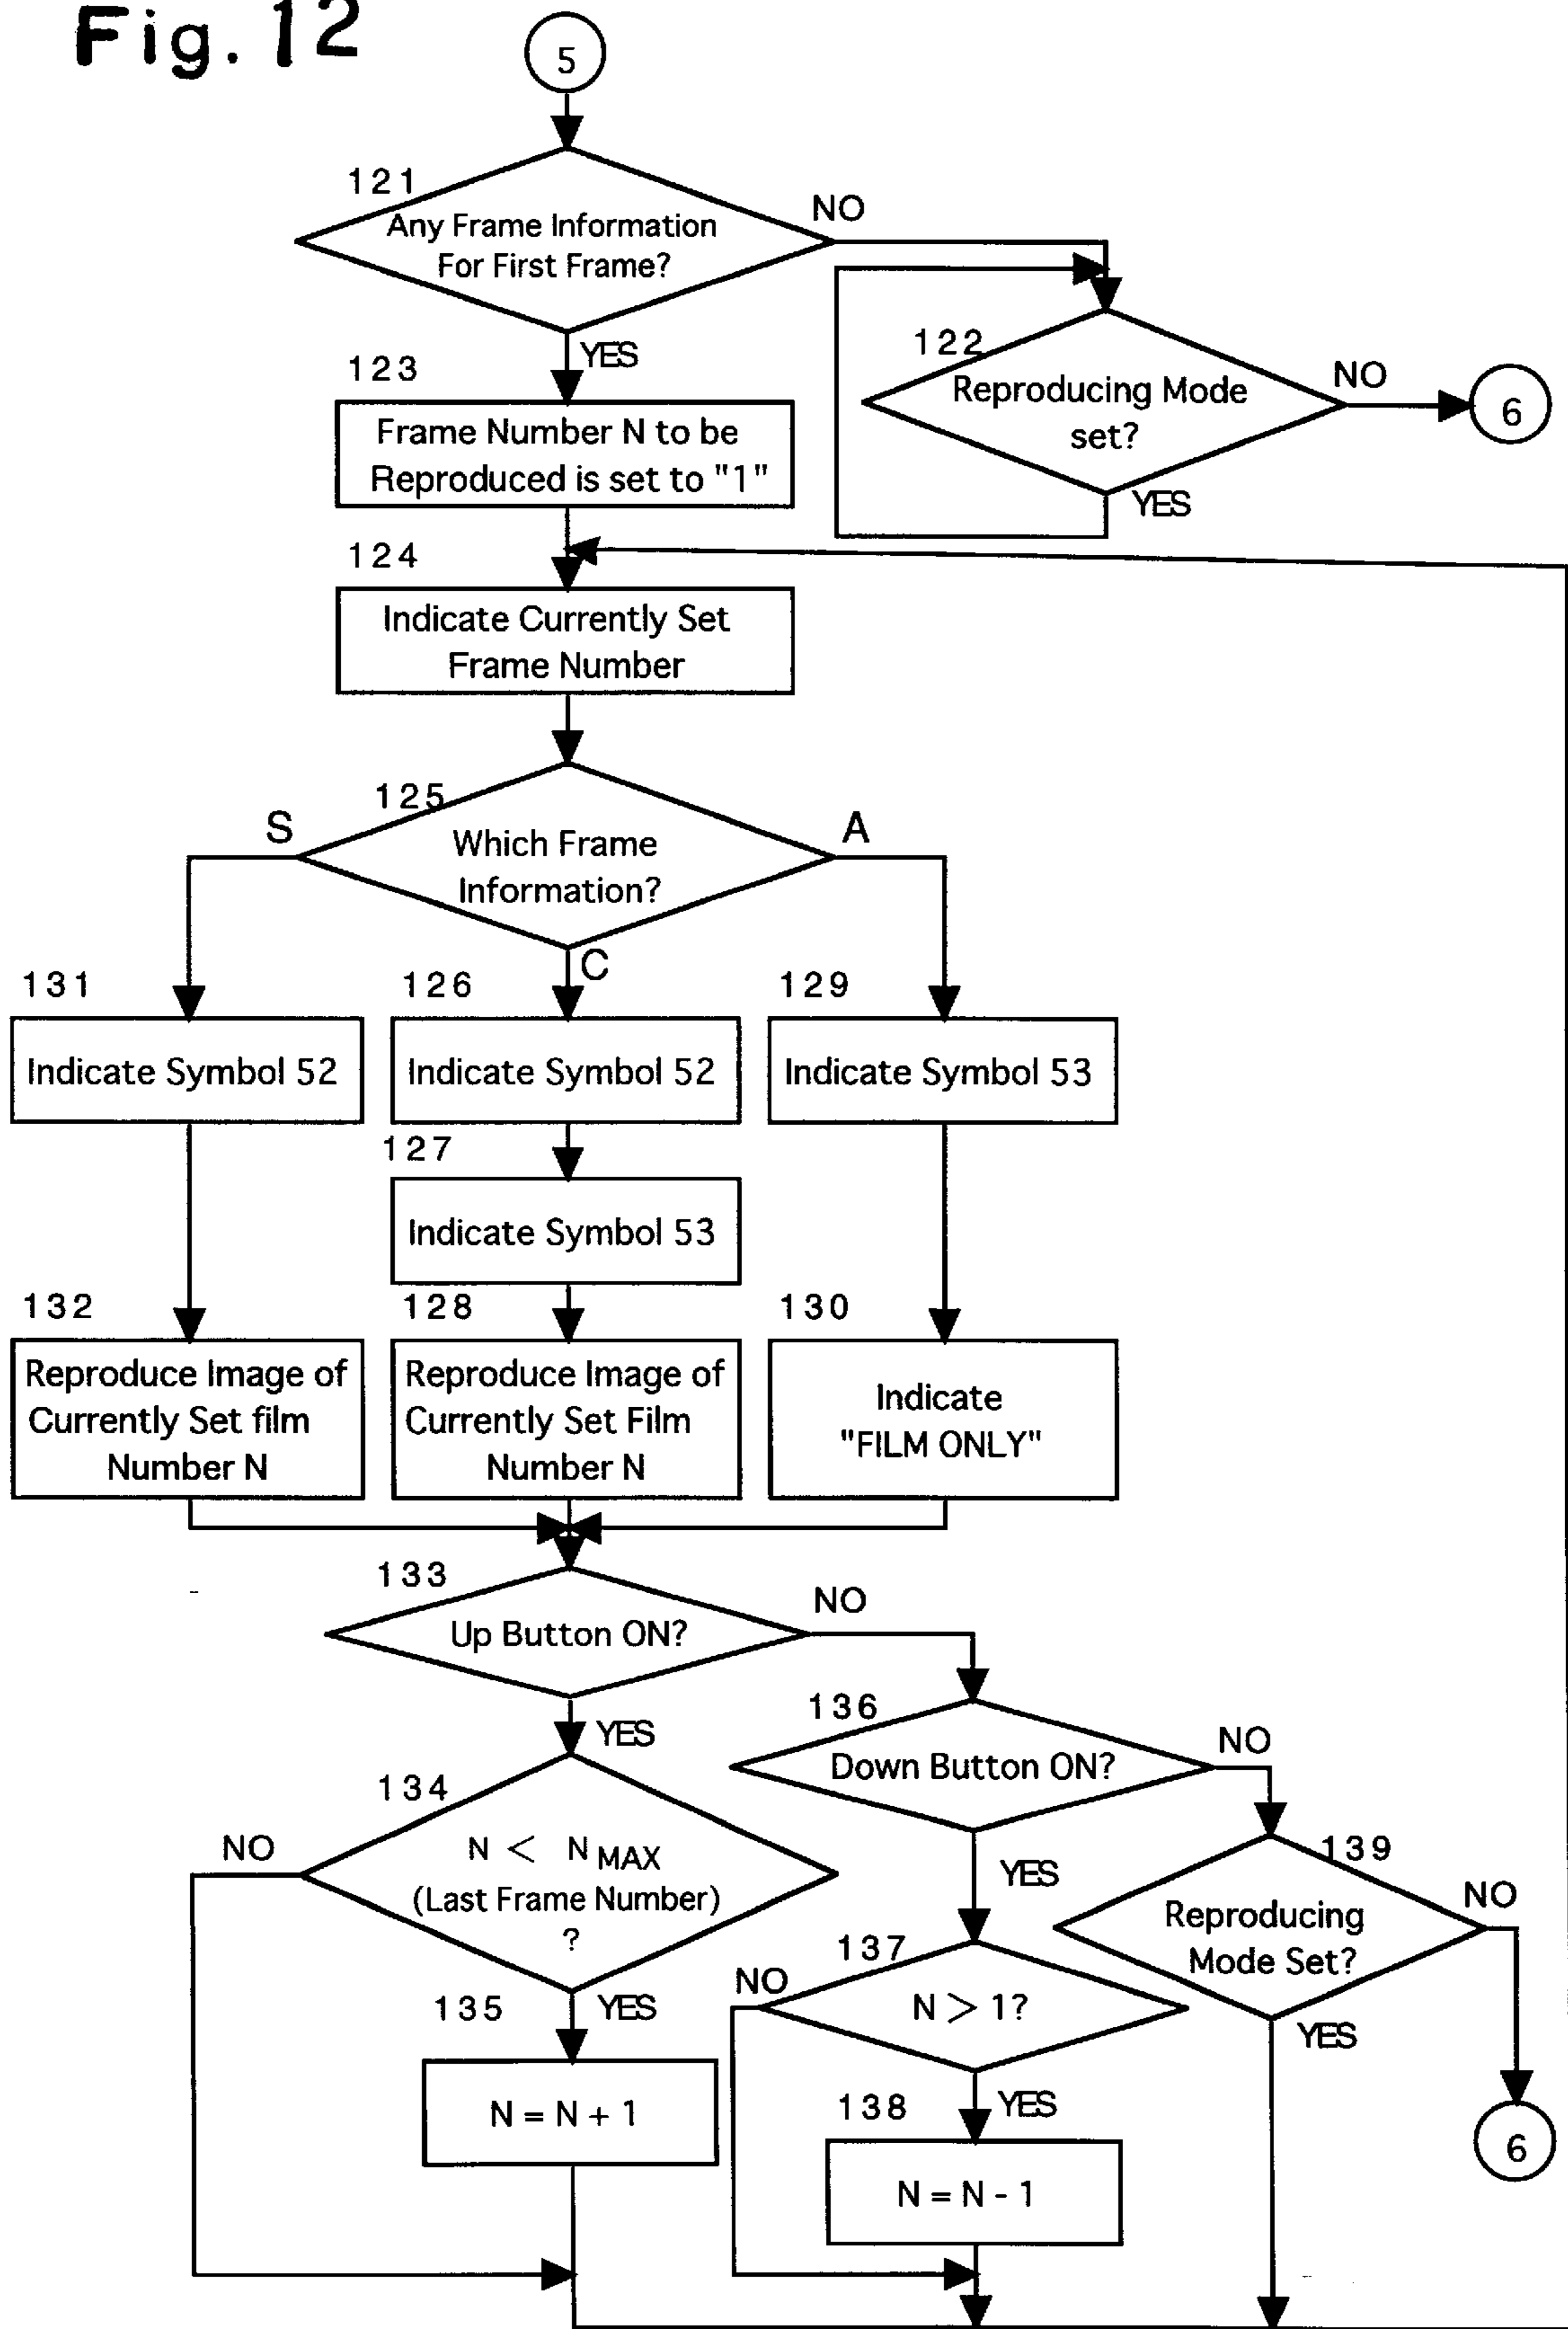 Fig. 12
5
121
Any Frame Information
For First Frame?
NO
YES
122
Reproducing Mode
set?
NO
6
YES
123
Frame Number N to be
Reproduced is set to "1"
124
Indicate Currently Set
Frame Number
125
Which Frame
Information?
S
A
C
131
126
129
Indicate Symbol 52
Indicate Symbol 52
Indicate Symbol 53
127
Indicate Symbol 53
132
128
130
Reproduce Image of
Currently Set film
Number N
Reproduce Image of
Currently Set Film
Number N
Indicate
"FILM ONLY"
133
Up Button ON?
NO
YES
136
Down Button ON?
NO
YES
134
N < N MAX
(Last Frame Number)
?
NO
YES
139
Reproducing
Mode Set?
NO
YES
137
N > 1?
NO
YES
135
N = N + 1
138
N = N - 1
6